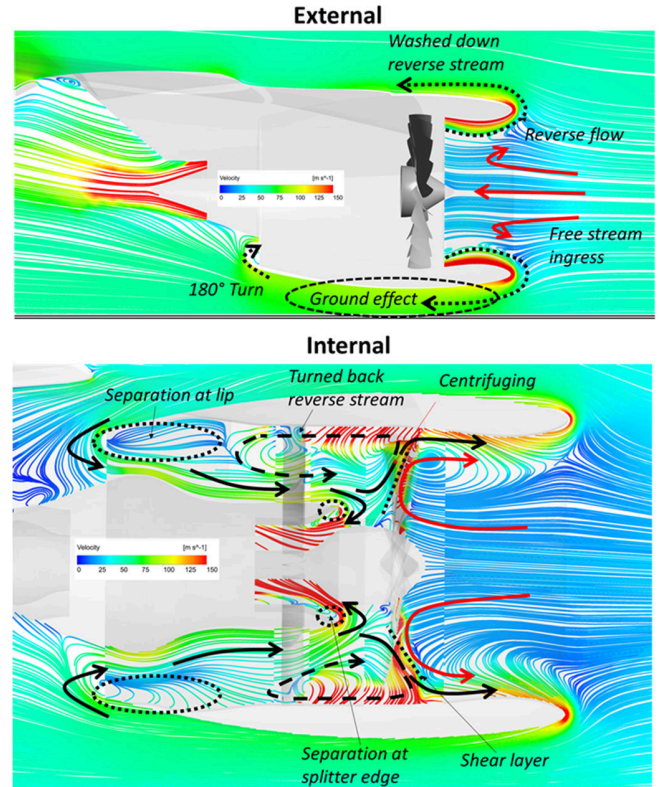 External
Washed down
reverse stream
Reverse flow
Velocity
[m s^-1]
0 25 50 75 100 125 150
Free stream
ingress
180° Turn
Ground effect
Internal
Separation at lip
Turned back
reverse stream
Centrifuging
Velocity
[m s^-1]
0 25 50 75 100 125 150
Separation at
splitter edge
Shear layer